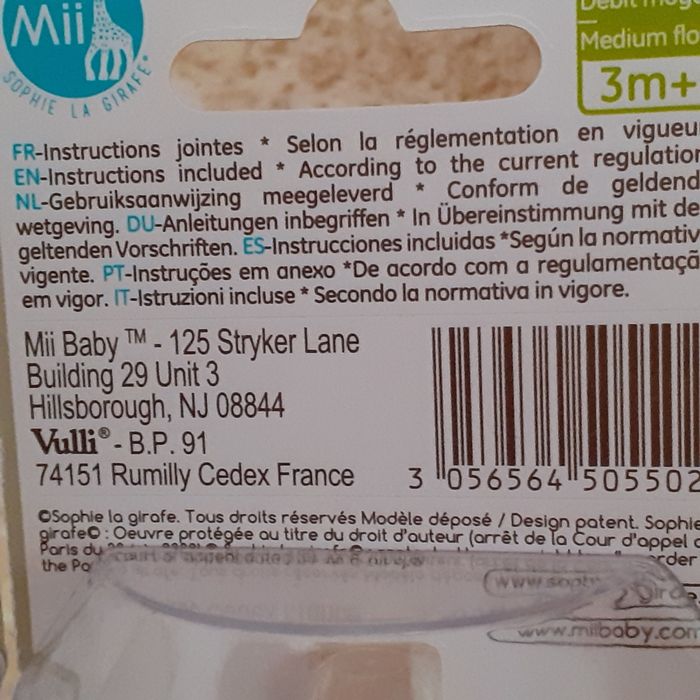 Mii
SOPHIE LA GIRAFE
Medium flo
3m+
FR-Instructions jointes * Selon la réglementation en vigueu
EN-Instructions included * According to the current regulation
NL-Gebruiksaanwijzing meegeleverd * Conform de geldend
wetgeving. DU-Anleitungen inbegriffen * In Übereinstimmung mit de
geltenden Vorschriften. ES-Instrucciones incluidas *Según la normativ
vigente. PT-Instruções em anexo *De acordo com a regulamentaçã
em vigor. IT-Istruzioni incluse * Secondo la normativa in vigore.
Mii Baby ™ - 125 Stryker Lane
Building 29 Unit 3
Hillsborough, NJ 08844
Vulli® - B.P. 91
74151 Rumilly Cedex France
3 056564 505502
©Sophie la girafe. Tous droits réservés Modèle déposé / Design patent. Sophie
girafe© : Oeuvre protégée au titre du droit d'auteur (arrêt de la Cour d'appel d
Paris du
the Pa
www.miibaby.com